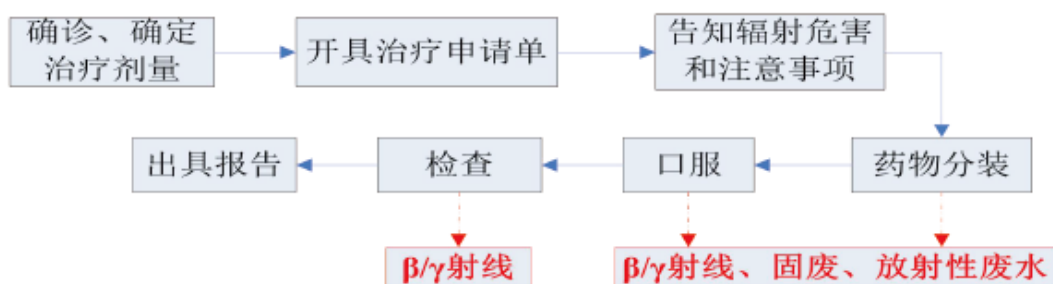 确诊、确定
治疗剂量
开具治疗申请单
告知辐射危害
和注意事项
出具报告
检查
口服
药物分装
β/γ射线
β/γ射线、固废、放射性废水